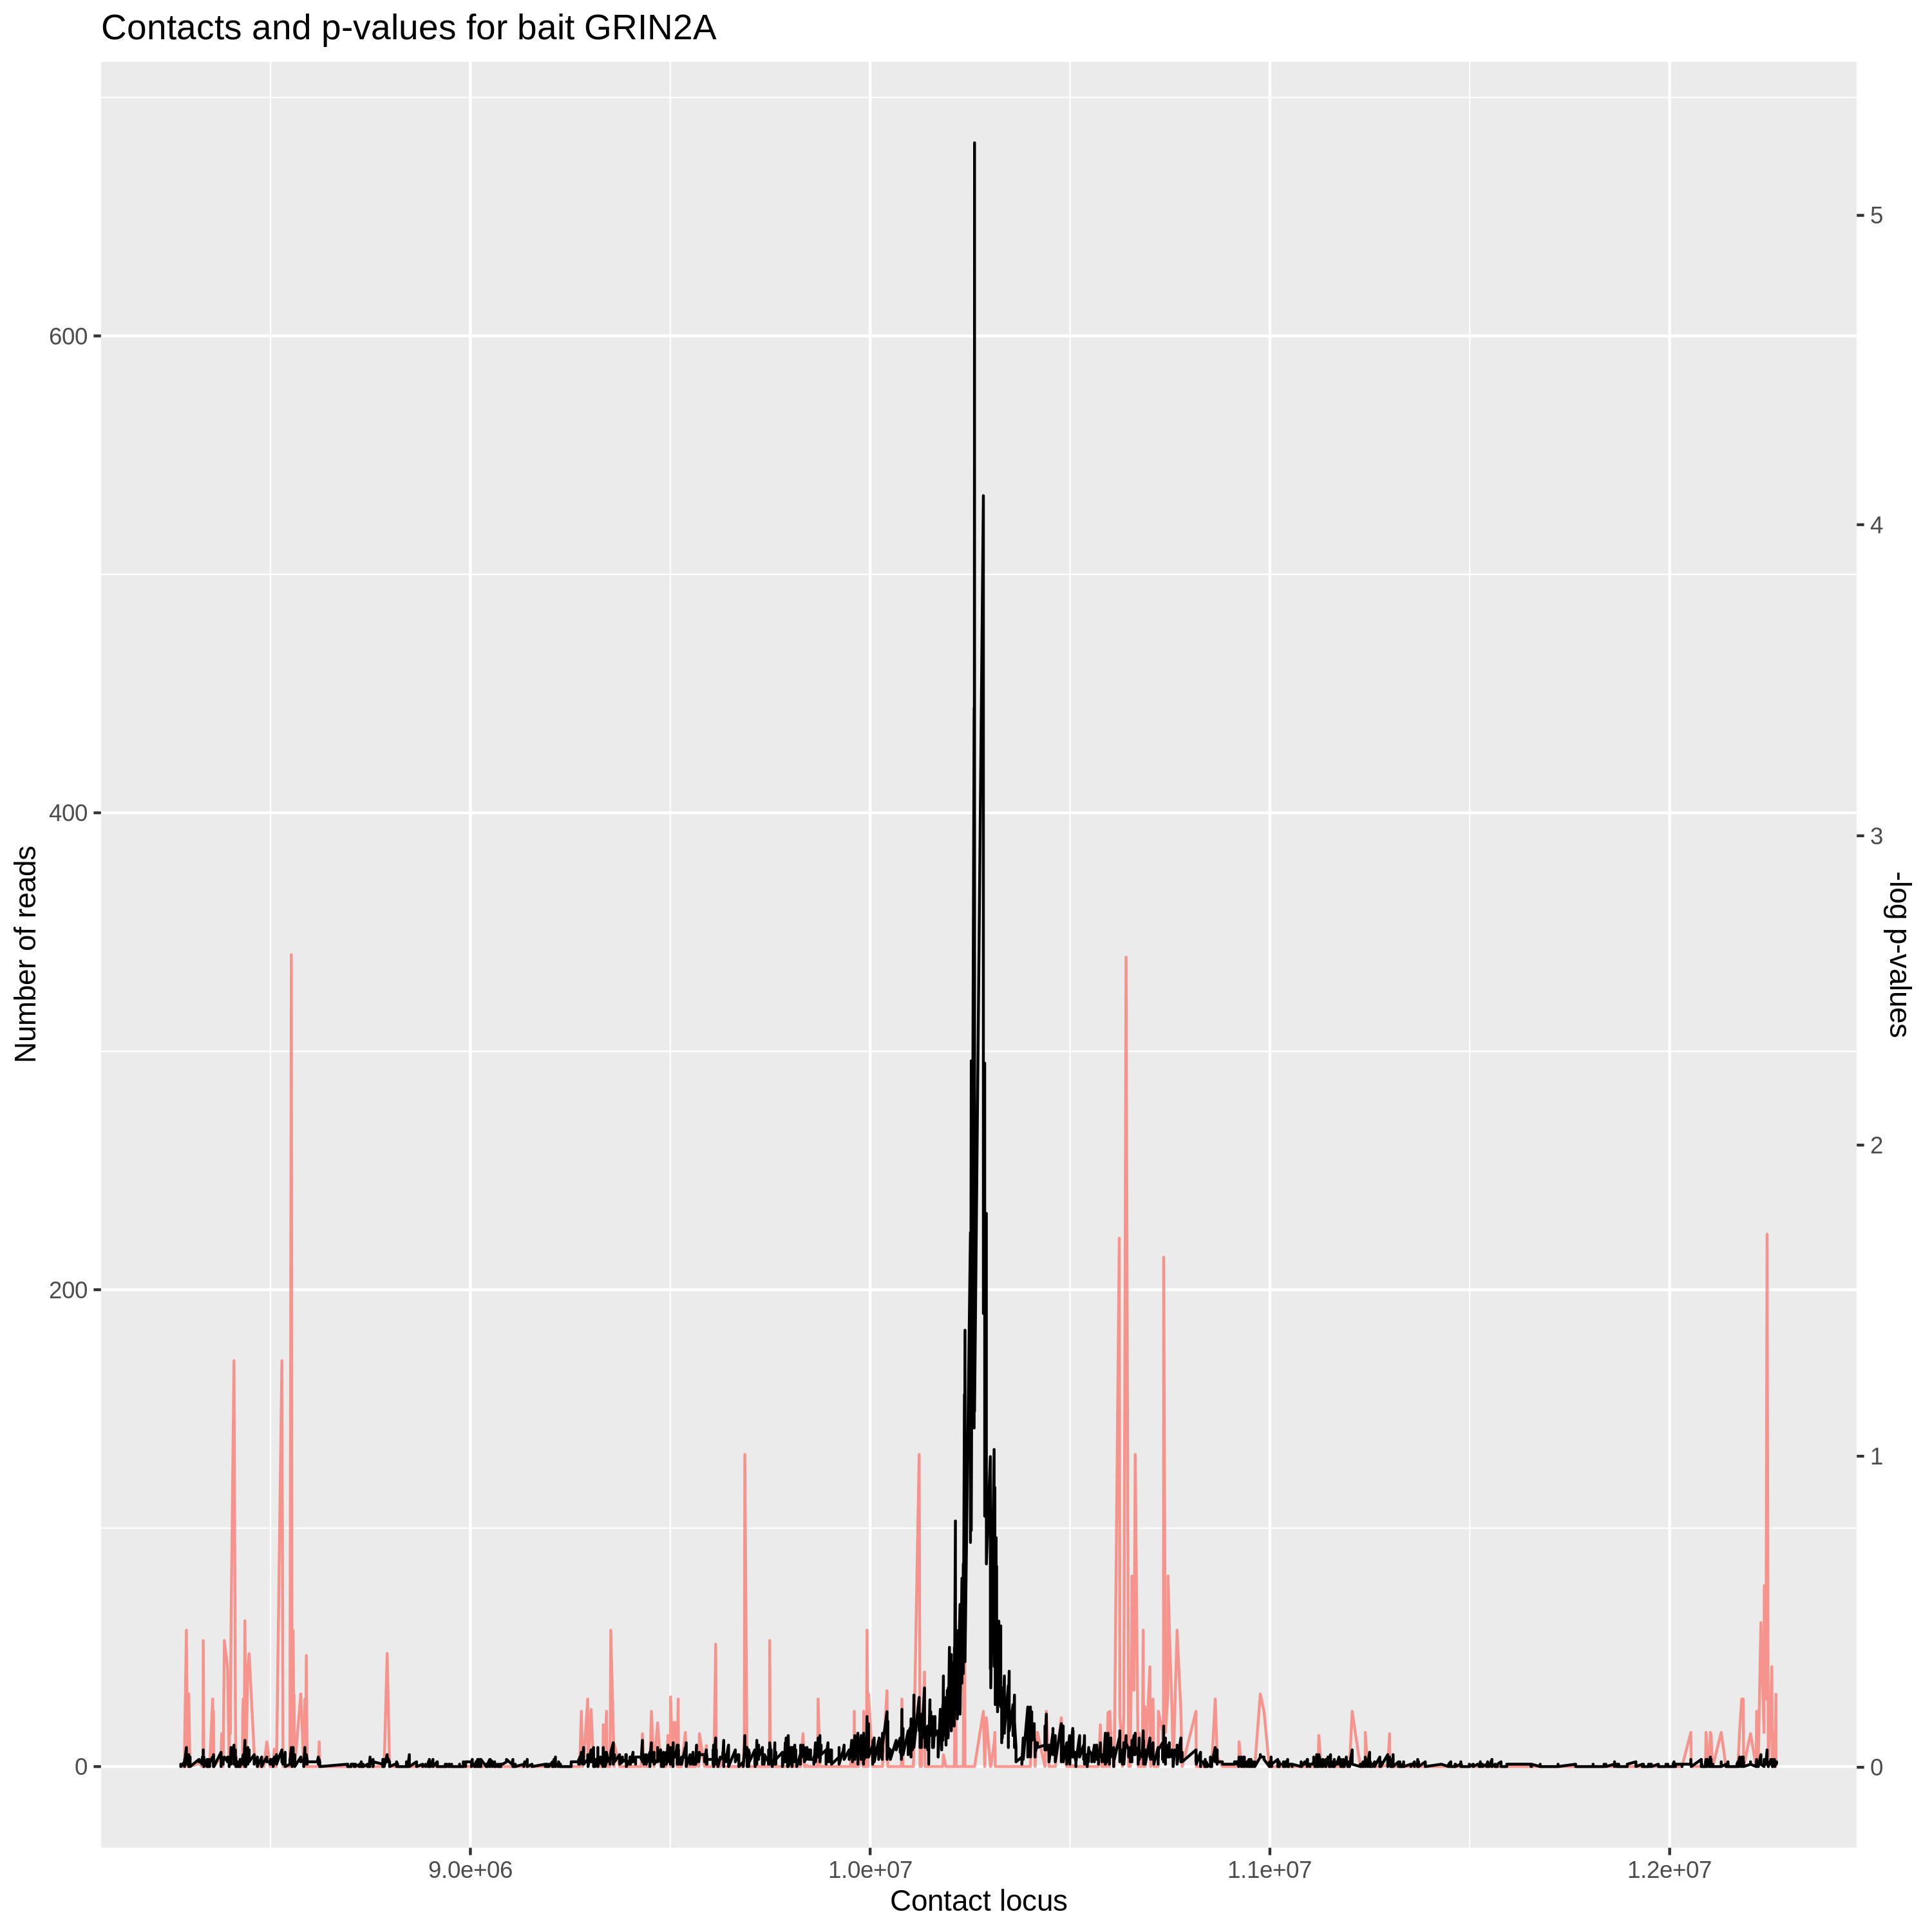 Contacts and p-values for bait GRIN2A
600
400
200
0
Number of reads
5
4
3
2
1
0
-log p-values
9.0e+06
1.0e+07
1.1e+07
1.2e+07
Contact locus